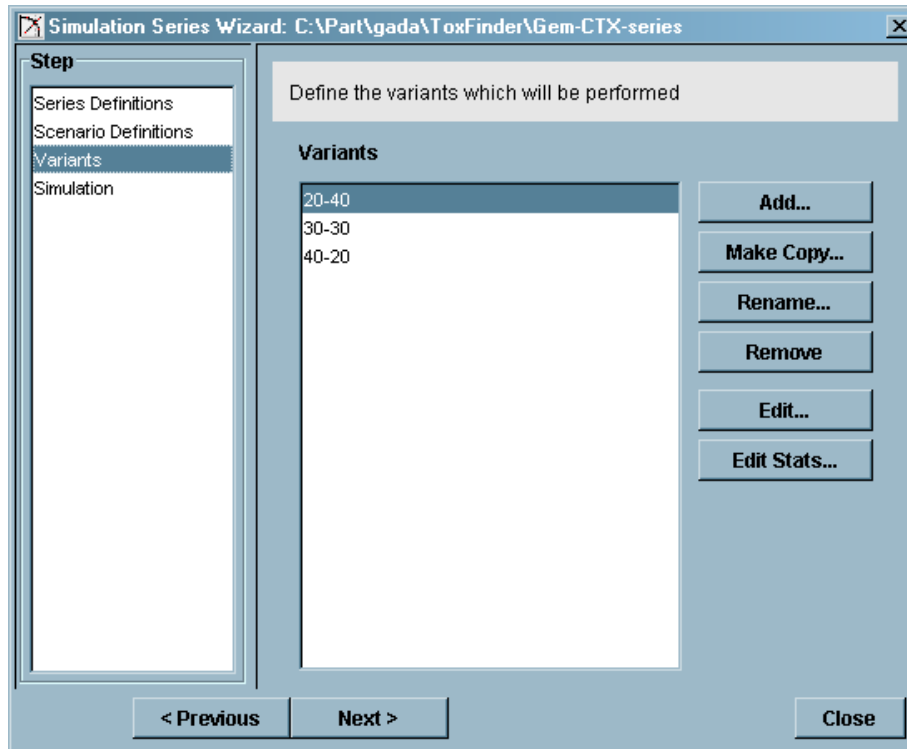 Simulation Series Wizard: C:\Part\gada\ToxFinder\Gem-CTX-series
Step
Series Definitions
Scenario Definitions
Variants
Simulation
Define the variants which will be performed
Variants
20-40
30-30
40-20
Add...
Make Copy...
Rename...
Remove
Edit...
Edit Stats...
< Previous
Next >
Close